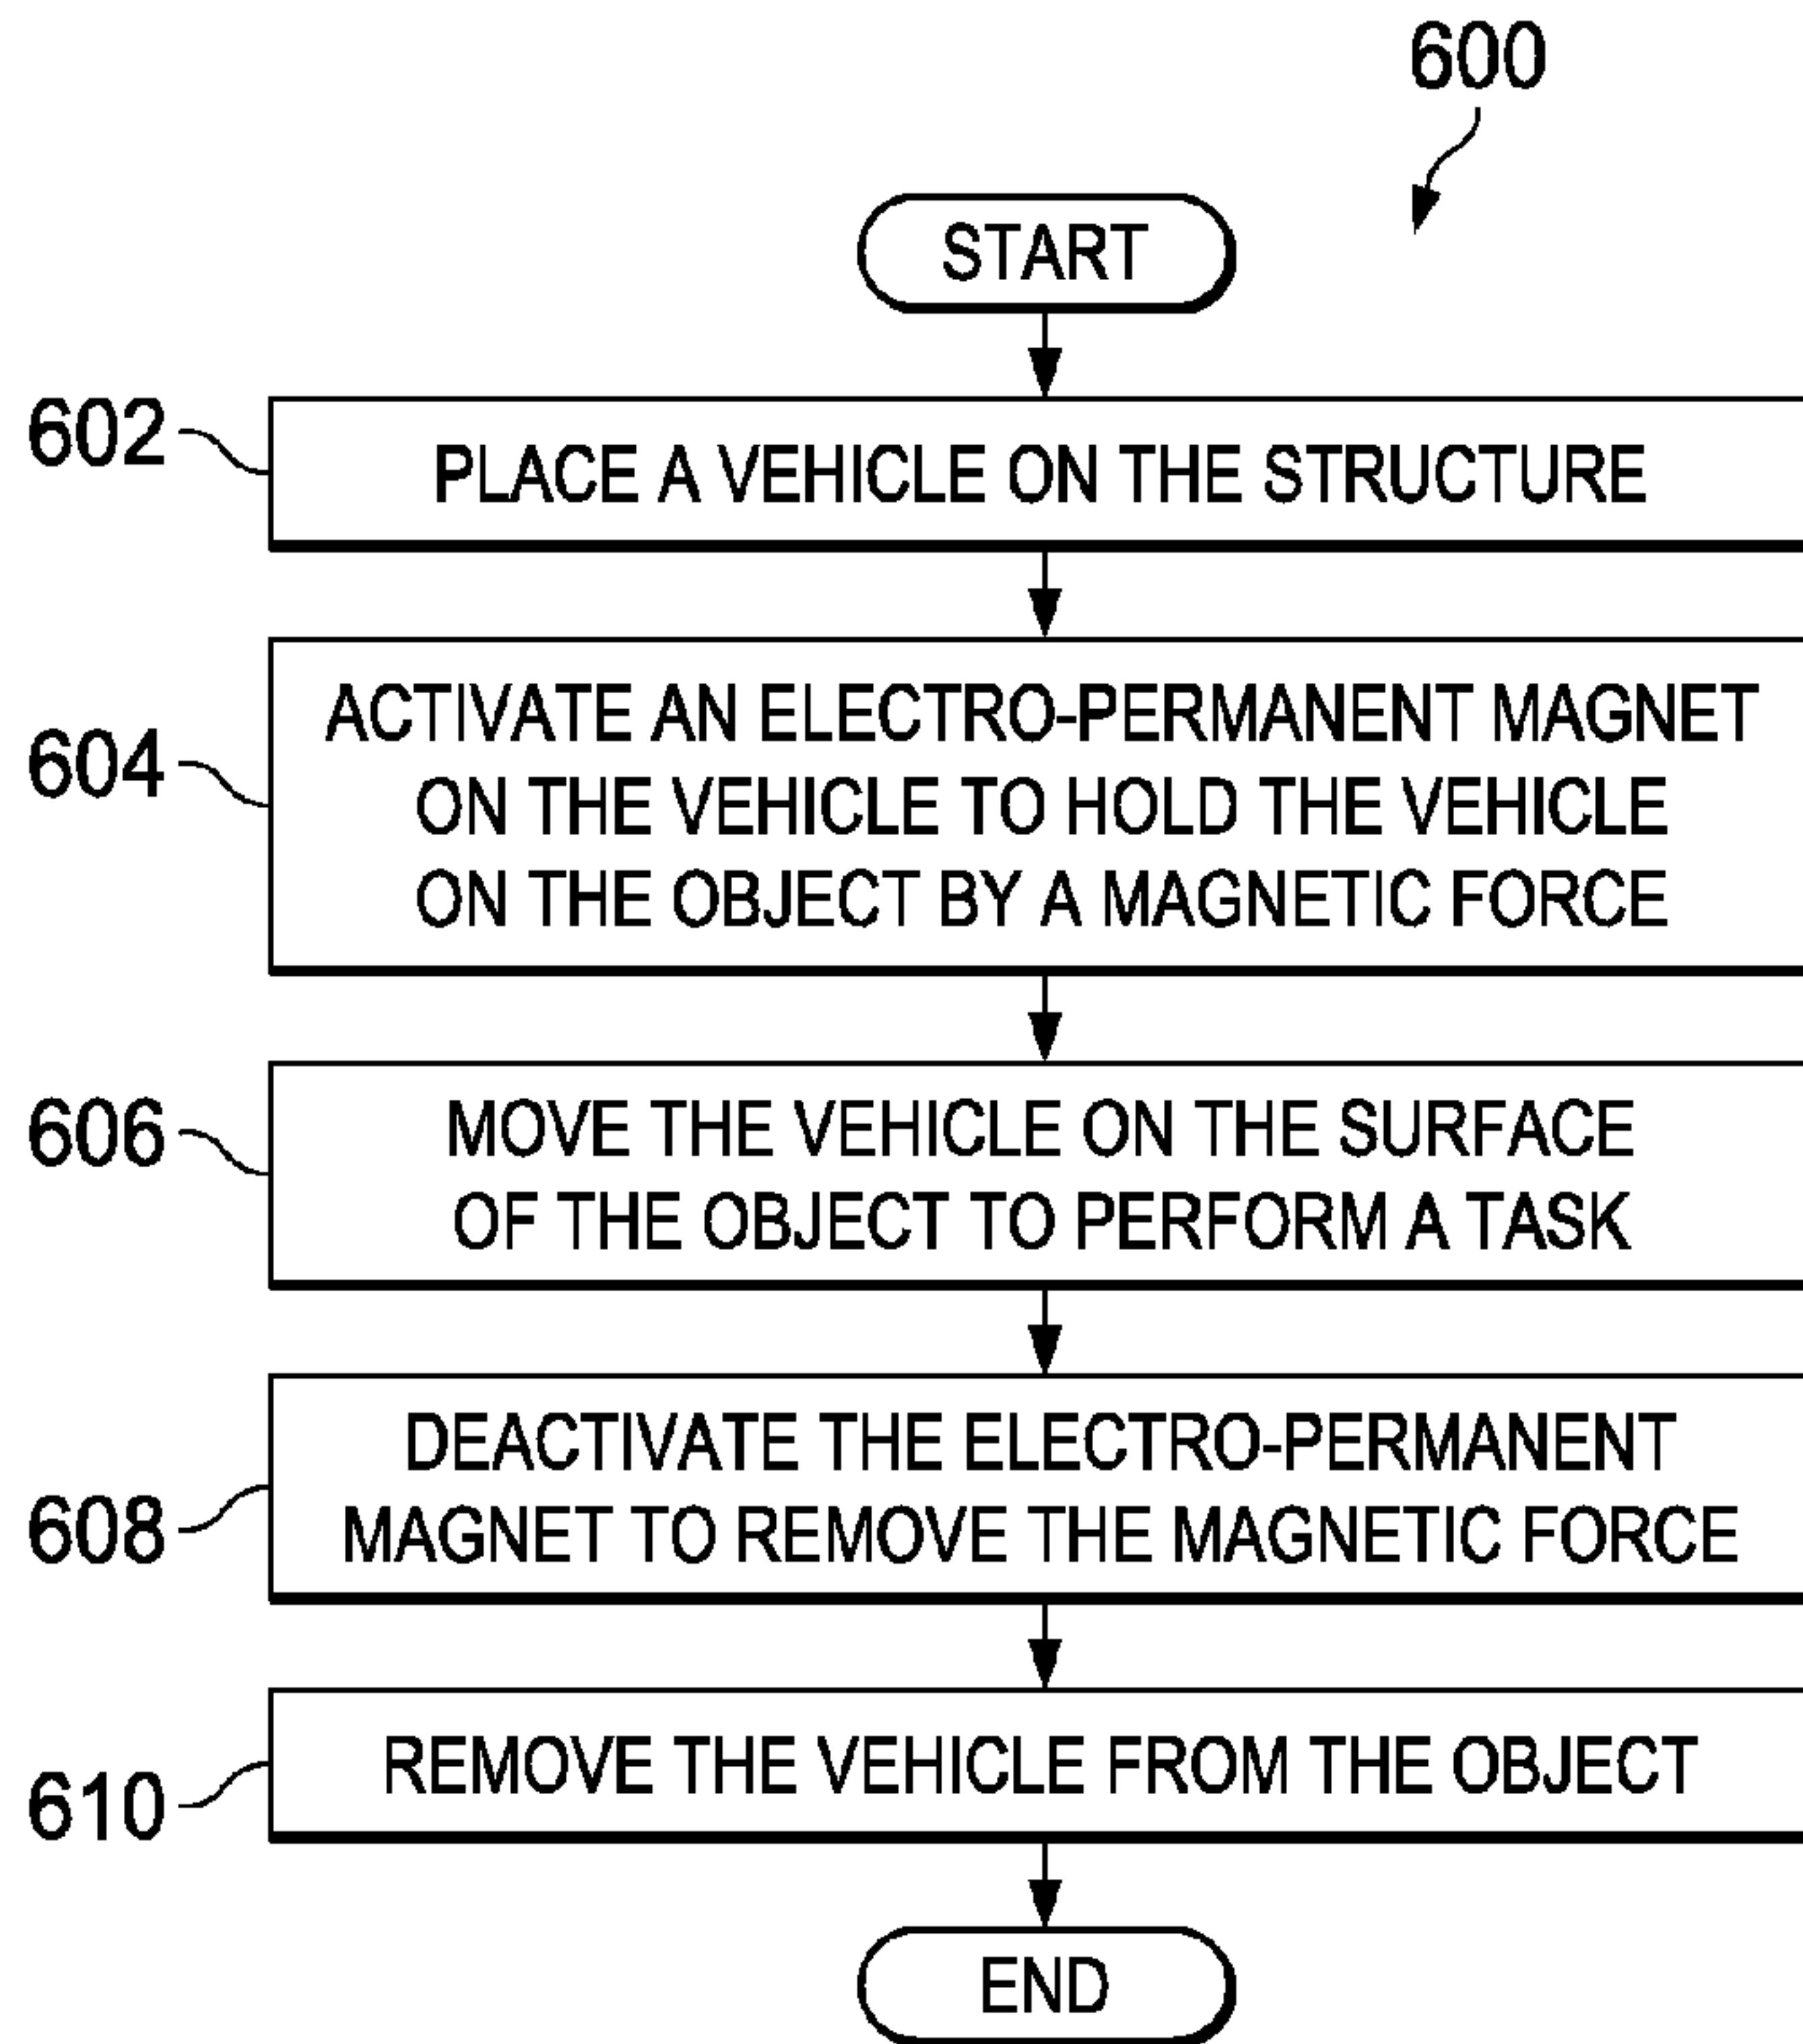 600
START
602
PLACE A VEHICLE ON THE STRUCTURE
604
ACTIVATE AN ELECTRO-PERMANENT MAGNET
ON THE VEHICLE TO HOLD THE VEHICLE
ON THE OBJECT BY A MAGNETIC FORCE
606
MOVE THE VEHICLE ON THE SURFACE
OF THE OBJECT TO PERFORM A TASK
608
DEACTIVATE THE ELECTRO-PERMANENT
MAGNET TO REMOVE THE MAGNETIC FORCE
610
REMOVE THE VEHICLE FROM THE OBJECT
END